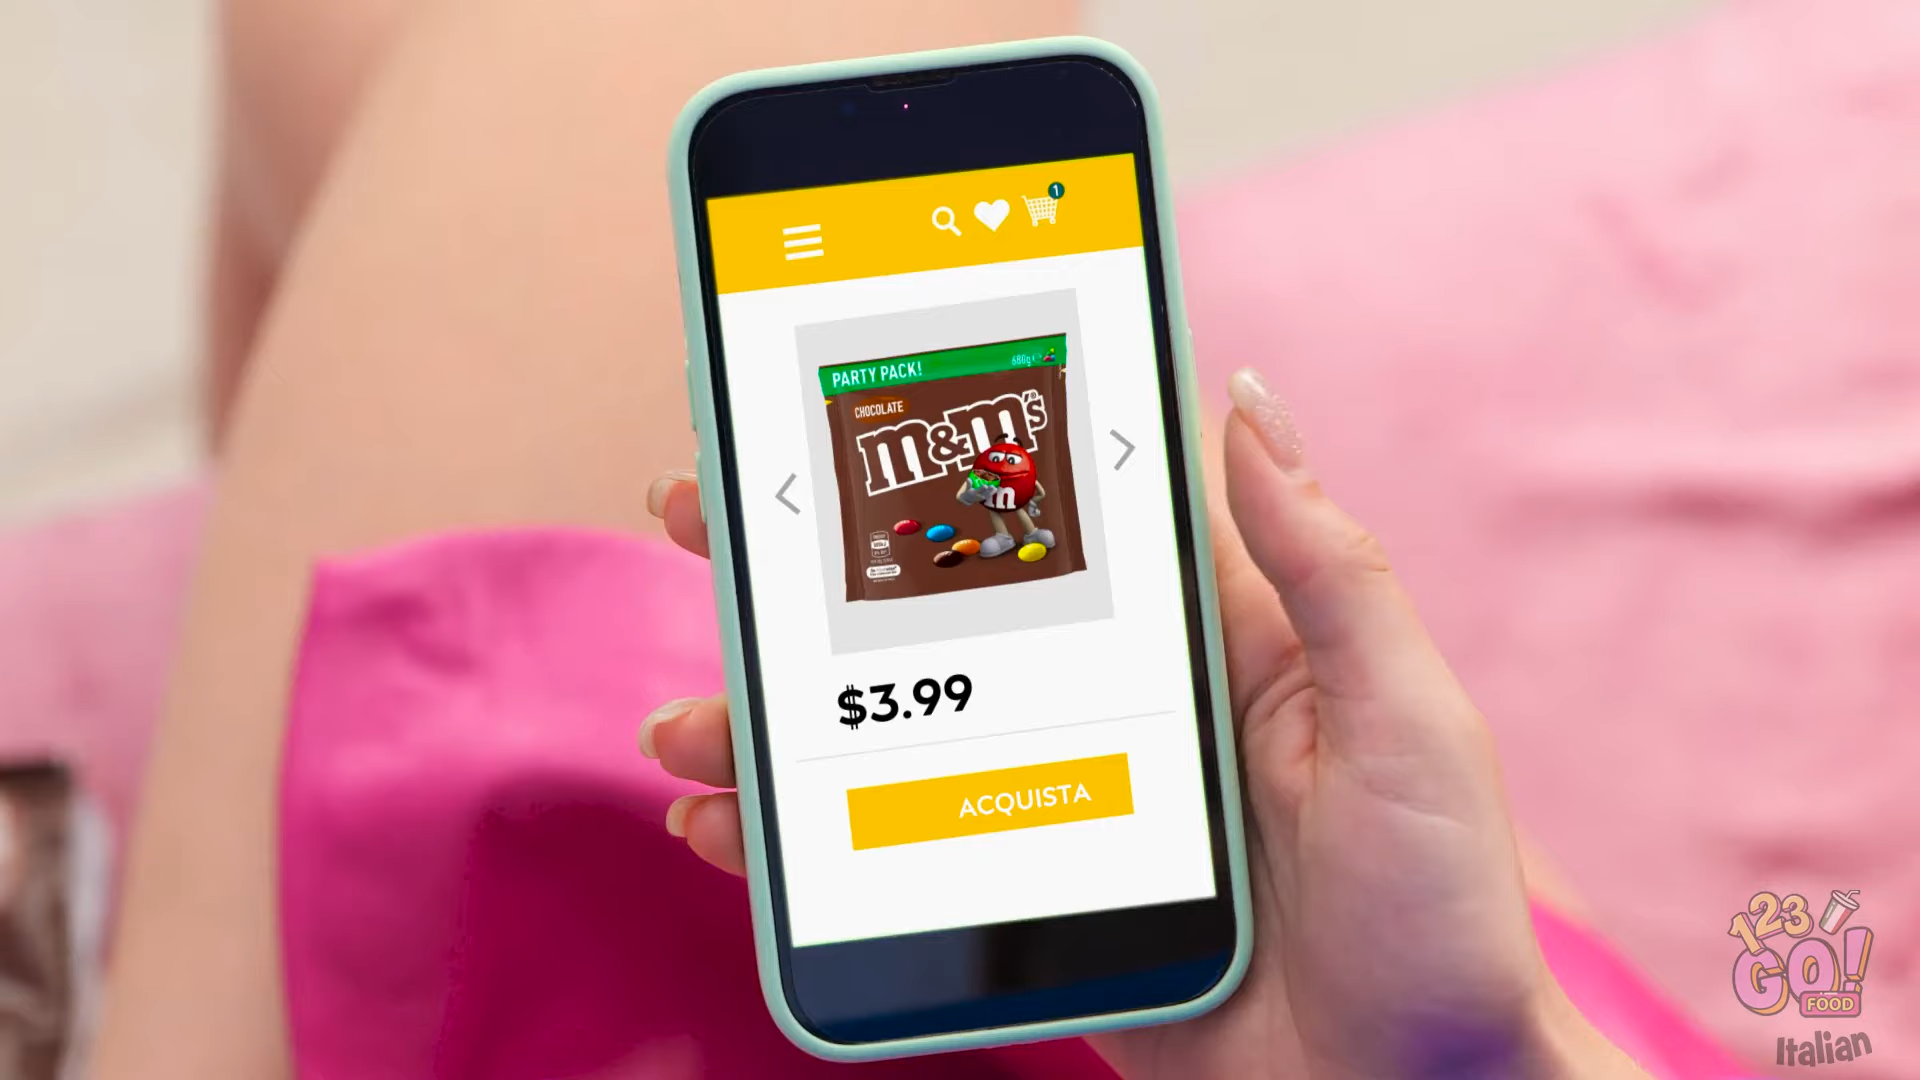 1
PARTY PACK!
680g
CHOCOLATE
m&m's
m
$3.99
ACQUISTA
123
GO!
FOOD
Italian